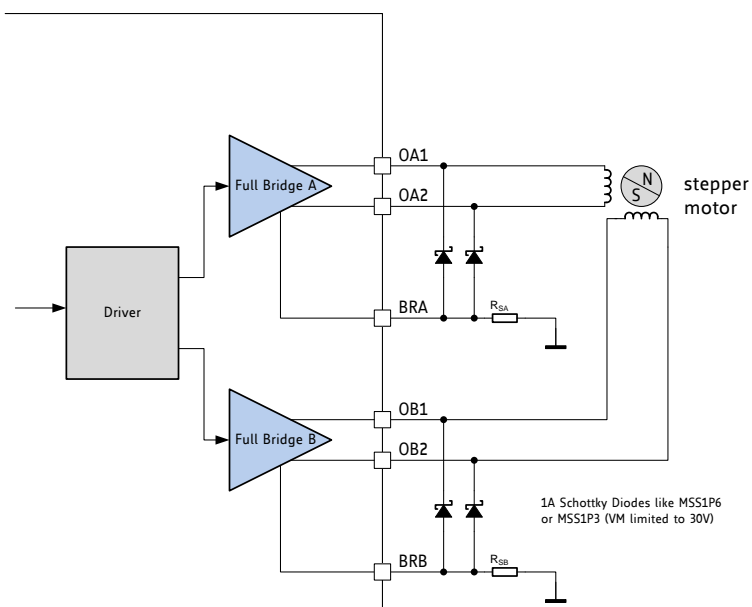 OA1
Full Bridge A
OA2
N
S
stepper
motor
Driver
BRA
RSA
OB1
Full Bridge B
OB2
1A Schottky Diodes like MSS1P6
or MSS1P3 (VM limited to 30V)
BRB
RSB